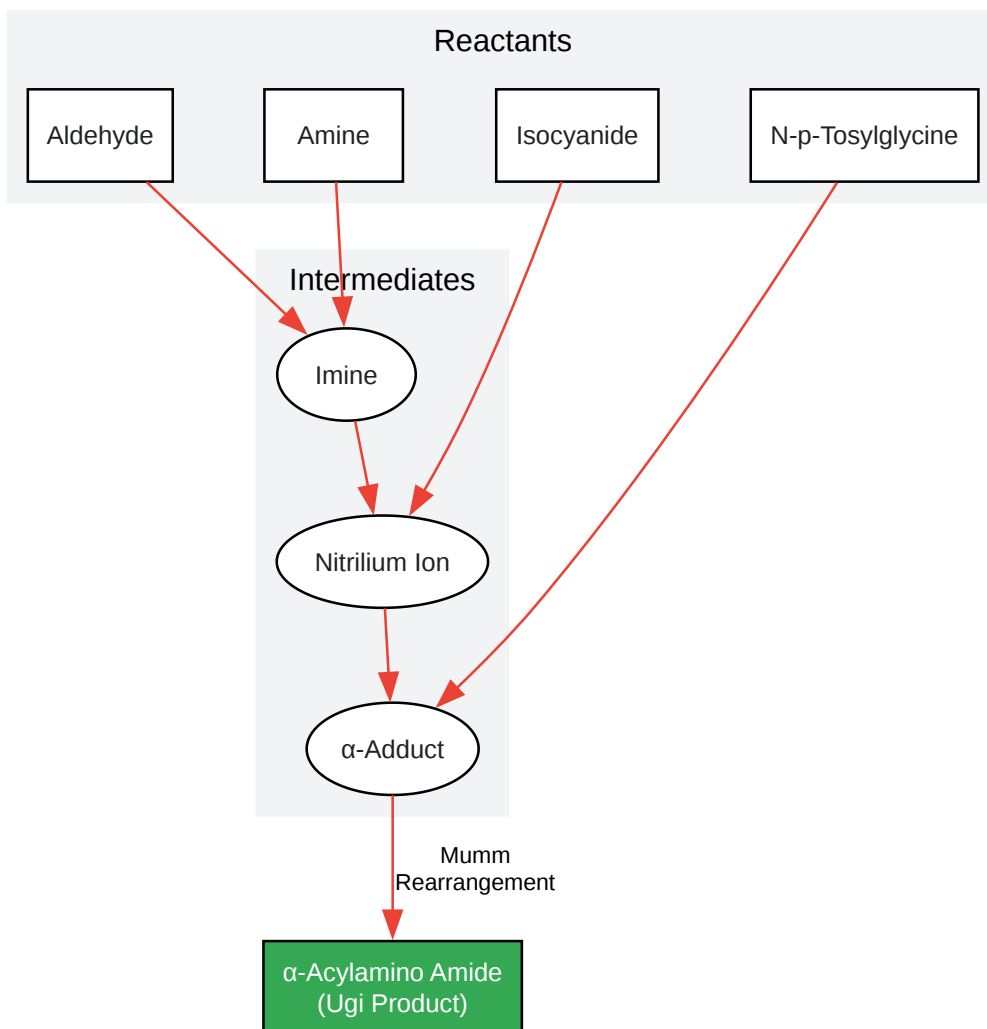 Reactants
Aldehyde
Amine
Isocyanide
N-p-Tosylglycine
Intermediates
Imine
Nitrilium Ion
α-Adduct
Mumm
Rearrangement
α-Acylamino Amide
(Ugi Product)